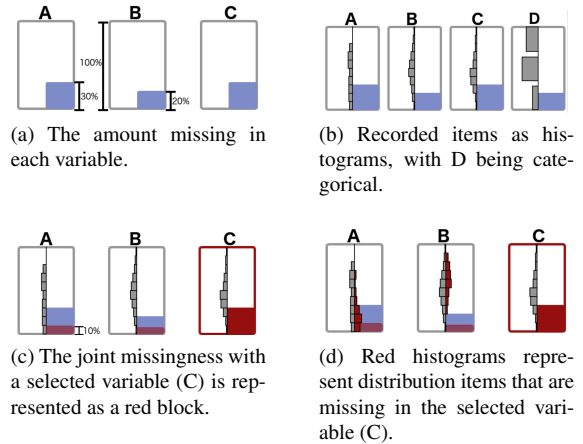 A B C
100%
30%
20%
(a) The amount missing in
each variable.
A B C D
(b) Recorded items as his-
tograms, with D being cate-
gorical.
A B C
10%
(c) The joint missingness with
a selected variable (C) is rep-
resented as a red block.
A B C
(d) Red histograms repre-
sent distribution items that are
missing in the selected vari-
able (C).